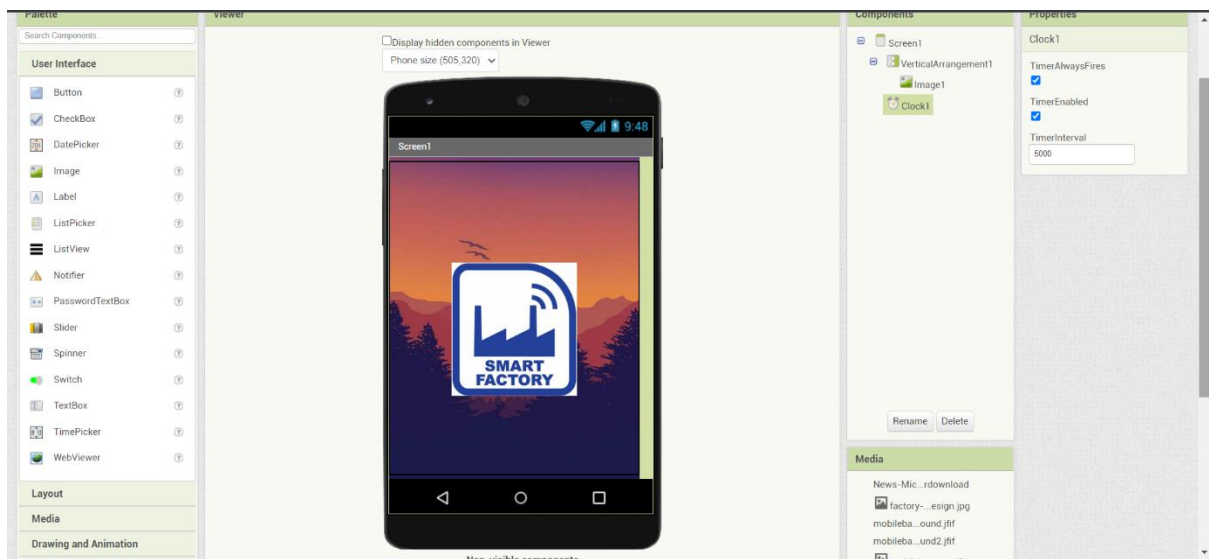 Palette
Search Components...
User Interface
Button
CheckBox
DatePicker
Image
Label
ListPicker
ListView
Notifier
PasswordTextBox
Slider
Spinner
Switch
TextBox
TimePicker
WebViewer
Layout
Media
Drawing and Animation
Viewer
Display hidden components in Viewer
Phone size (505,320)
9:48
Screen1
SMART
FACTORY
Non-visible components
Components
Screen1
VerticalArrangement1
Image1
Clock1
Rename Delete
Media
News-Mic...rdownload
factory-...esign.jpg
mobileba...ound.jfif
mobileba...und2.jfif
Properties
Clock1
TimerAlwaysFires
TimerEnabled
TimerInterval
5000